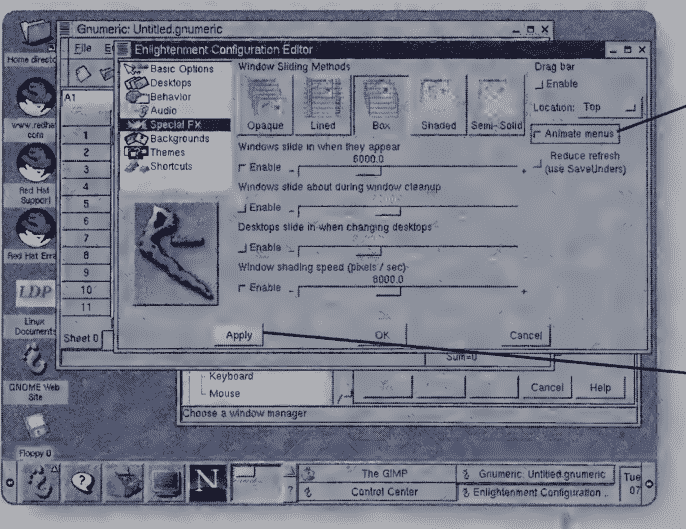 Gnumeric: Untitled.gnumeric
Home directo
File
Enlightenment Configuration Editor
Basic Options
Desktops
Behavior
Audio
Special FX
Backgrounds
Themes
Shortcuts
Window Sliding Methods
Opaque
Lined
Box
Shaded
Semi-Solid
Drag bar
Enable
Location: Top
Animate menus
Reduce refresh
(use SaveUnders)
Windows slide in when they appear
6000.0
Enable - +
Windows slide about during window cleanup
Enable -
Desktops slide in when changing desktops
Enable -
Window shading speed (pixels / sec)
8000.0
Enable - +
Apply
OK
Cancel
A1
1
2
3
4
5
6
7
8
9
10
11
Sheet 0
Sum=0
www.redha
com
Red Hat
Support
Red Hat Erra
LDP
Linux
Documents
GNOME Web
Site
Floppy 0
Keyboard
Mouse
Cancel
Help
Choose a window manager
N
?
The GIMP
Gnumeric: Untitled.gnumeric
Control Center
Enlightenment Configuration ..
Tue
07